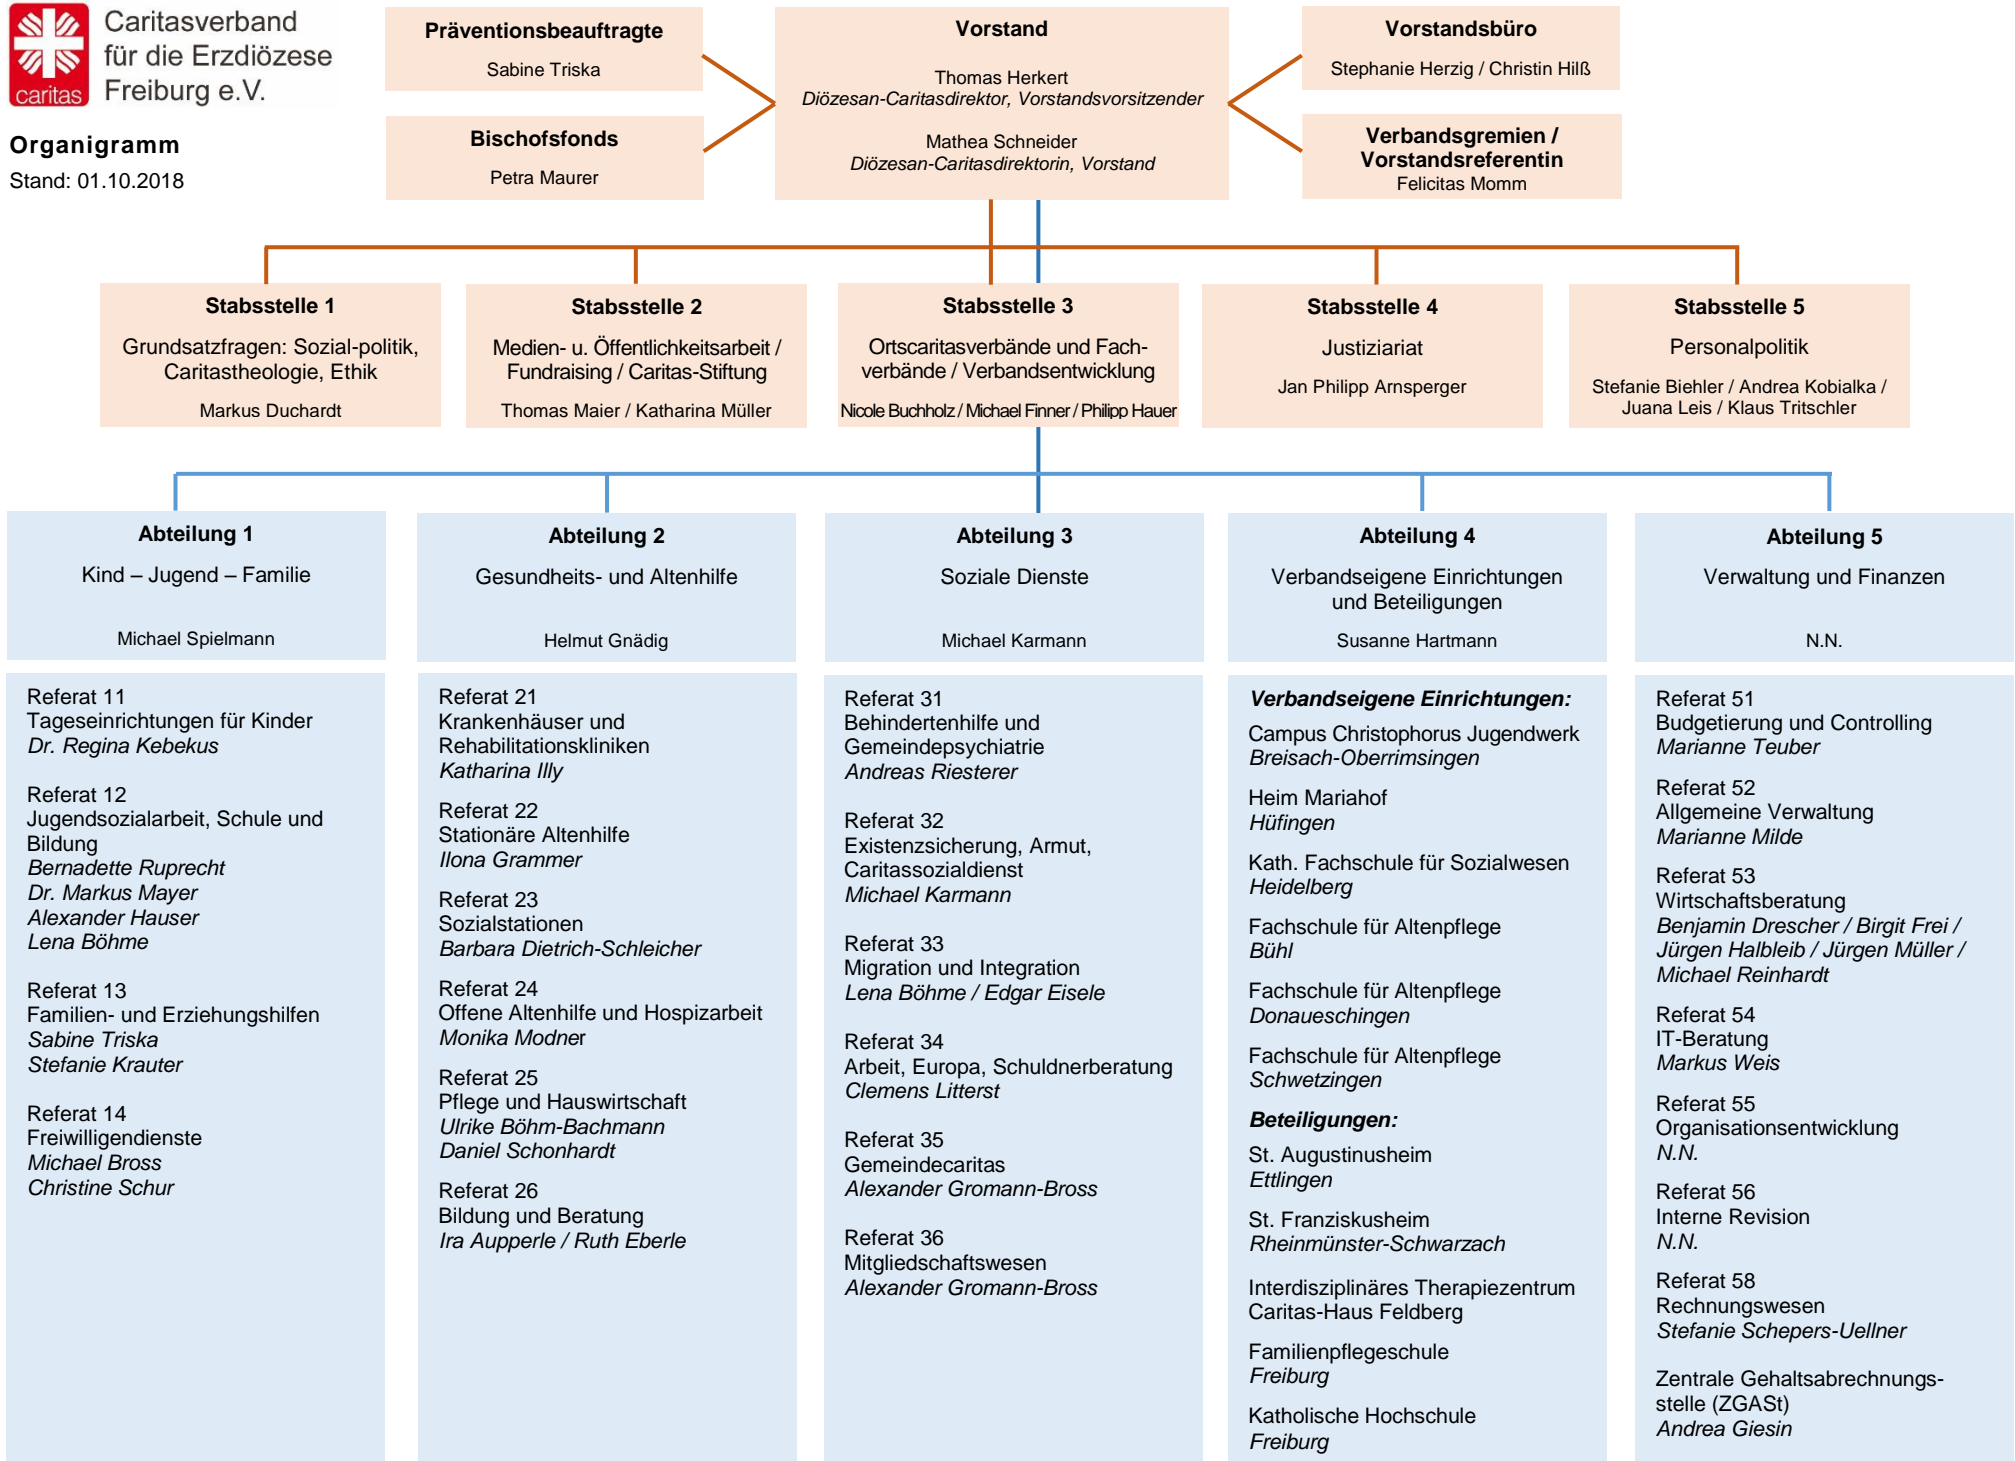 Caritasverband
für die Erzdiözese
Freiburg e.V.
caritas
Organigramm
Stand: 01.10.2018
Präventionsbeauftragte
Sabine Triska
Bischofsfonds
Petra Maurer
Vorstand
Thomas Herkert
Diözesan-Caritasdirektor, Vorstandsvorsitzender
Mathea Schneider
Diözesan-Caritasdirektorin, Vorstand
Vorstandsbüro
Stephanie Herzig / Christin Hilß
Verbandsgremien /
Vorstandsreferentin
Felicitas Momm
Stabsstelle 1
Grundsatzfragen: Sozial-politik,
Caritastheologie, Ethik
Markus Duchardt
Stabsstelle 2
Medien- u. Öffentlichkeitsarbeit /
Fundraising / Caritas-Stiftung
Thomas Maier / Katharina Müller
Stabsstelle 3
Ortscaritasverbände und Fach-
verbände / Verbandsentwicklung
Nicole Buchholz / Michael Finner / Philipp Hauer
Stabsstelle 4
Justiziariat
Jan Philipp Arnsperger
Stabsstelle 5
Personalpolitik
Stefanie Biehler / Andrea Kobialka /
Juana Leis / Klaus Tritschler
Abteilung 1
Kind – Jugend – Familie
Michael Spielmann
Abteilung 2
Gesundheits- und Altenhilfe
Helmut Gnädig
Abteilung 3
Soziale Dienste
Michael Karmann
Abteilung 4
Verbandseigene Einrichtungen
und Beteiligungen
Susanne Hartmann
Abteilung 5
Verwaltung und Finanzen
N.N.
Referat 11
Tageseinrichtungen für Kinder
Dr. Regina Kebekus
Referat 12
Jugendsozialarbeit, Schule und
Bildung
Bernadette Ruprecht
Dr. Markus Mayer
Alexander Hauser
Lena Böhme
Referat 13
Familien- und Erziehungshilfen
Sabine Triska
Stefanie Krauter
Referat 14
Freiwilligendienste
Michael Bross
Christine Schur
Referat 21
Krankenhäuser und
Rehabilitationskliniken
Katharina Illy
Referat 22
Stationäre Altenhilfe
Ilona Grammer
Referat 23
Sozialstationen
Barbara Dietrich-Schleicher
Referat 24
Offene Altenhilfe und Hospizarbeit
Monika Modner
Referat 25
Pflege und Hauswirtschaft
Ulrike Böhm-Bachmann
Daniel Schonhardt
Referat 26
Bildung und Beratung
Ira Aupperle / Ruth Eberle
Referat 31
Behindertenhilfe und
Gemeindepsychiatrie
Andreas Riesterer
Referat 32
Existenzsicherung, Armut,
Caritassozialdienst
Michael Karmann
Referat 33
Migration und Integration
Lena Böhme / Edgar Eisele
Referat 34
Arbeit, Europa, Schuldnerberatung
Clemens Litterst
Referat 35
Gemeindecaritas
Alexander Gromann-Bross
Referat 36
Mitgliedschaftswesen
Alexander Gromann-Bross
Verbandseigene Einrichtungen:
Campus Christophorus Jugendwerk
Breisach-Oberrimsingen
Heim Mariahof
Hüfingen
Kath. Fachschule für Sozialwesen
Heidelberg
Fachschule für Altenpflege
Bühl
Fachschule für Altenpflege
Donaueschingen
Fachschule für Altenpflege
Schwetzingen
Beteiligungen:
St. Augustinusheim
Ettlingen
St. Franziskusheim
Rheinmünster-Schwarzach
Interdisziplinäres Therapiezentrum
Caritas-Haus Feldberg
Familienpflegeschule
Freiburg
Katholische Hochschule
Freiburg
Referat 51
Budgetierung und Controlling
Marianne Teuber
Referat 52
Allgemeine Verwaltung
Marianne Milde
Referat 53
Wirtschaftsberatung
Benjamin Drescher / Birgit Frei /
Jürgen Halbleib / Jürgen Müller /
Michael Reinhardt
Referat 54
IT-Beratung
Markus Weis
Referat 55
Organisationsentwicklung
N.N.
Referat 56
Interne Revision
N.N.
Referat 58
Rechnungswesen
Stefanie Schepers-Uellner
Zentrale Gehaltsabrechnungs-
stelle (ZGASt)
Andrea Giesin